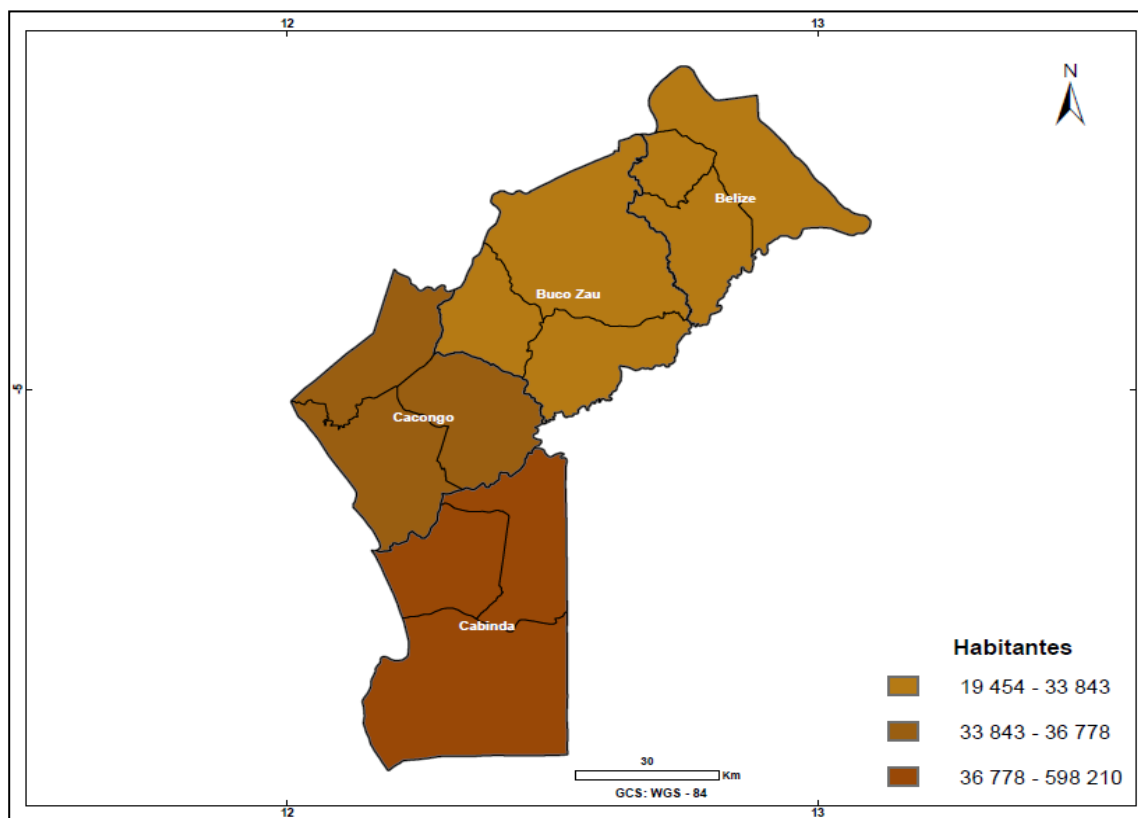 12 13
N
Belize
Buco Zau
-5
Cacongo
Cabinda
Habitantes
19 454 - 33 843
33 843 - 36 778
36 778 - 598 210
30
Km
GCS: WGS - 84
12 13